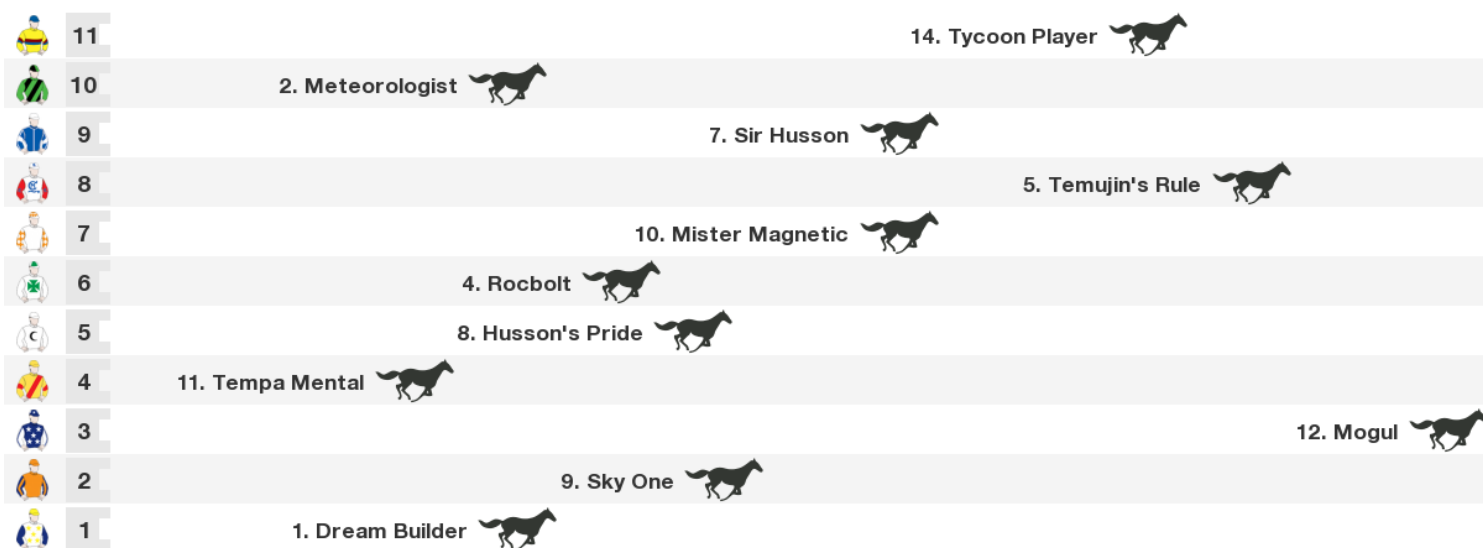 11 14. Tycoon Player
10 2. Meteorologist
9 7. Sir Husson
8 5. Temujin's Rule
7 10. Mister Magnetic
6 4. Rocbolt
5 8. Husson's Pride
4 11. Tempa Mental
3 12. Mogul
2 9. Sky One
1 1. Dream Builder